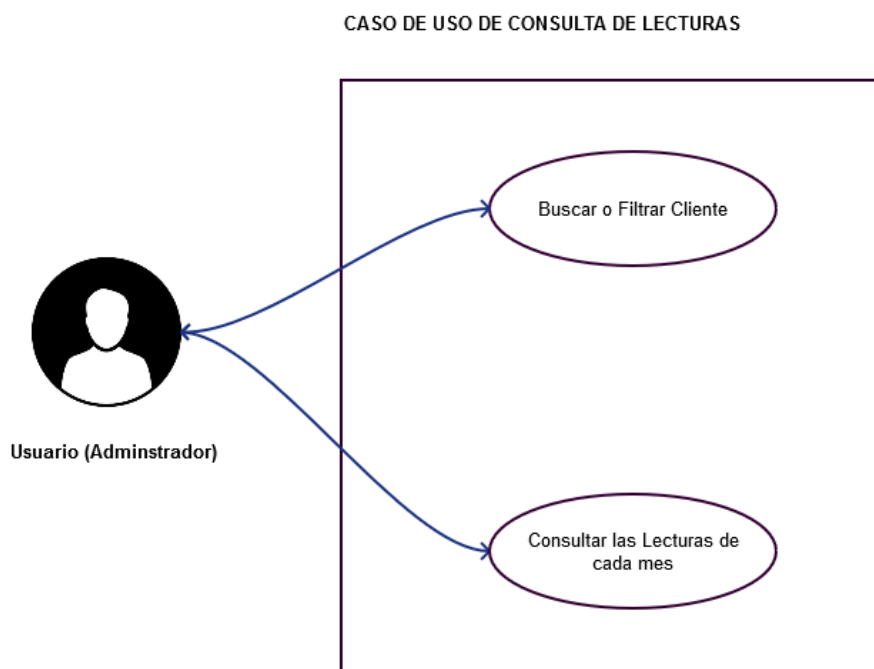 CASO DE USO DE CONSULTA DE LECTURAS
Buscar o Filtrar Cliente
Usuario (Adminstrador)
Consultar las Lecturas de
cada mes